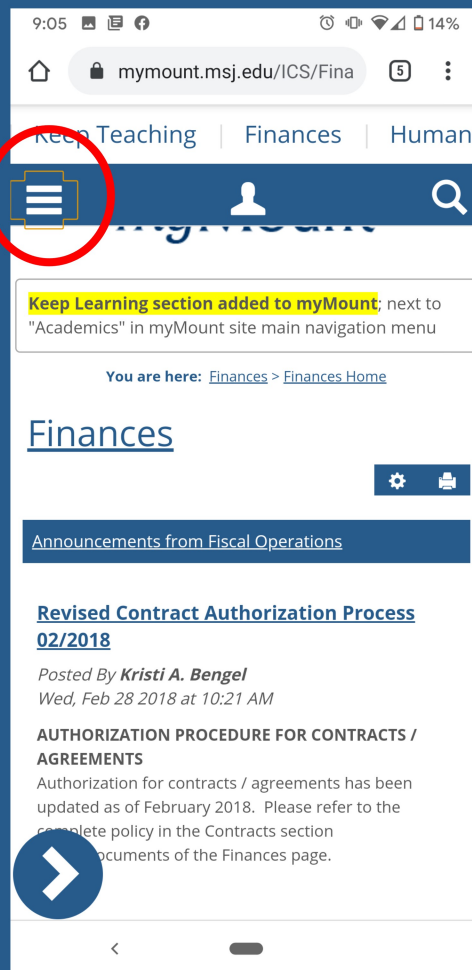 9:05 14%
mymount.msj.edu/ICS/Fina 5
Keep Teaching | Finances | Human
myMount
Keep Learning section added to myMount; next to
"Academics" in myMount site main navigation menu
You are here: Finances > Finances Home
Finances
Announcements from Fiscal Operations
Revised Contract Authorization Process
02/2018
Posted By Kristi A. Bengel
Wed, Feb 28 2018 at 10:21 AM
AUTHORIZATION PROCEDURE FOR CONTRACTS /
AGREEMENTS
Authorization for contracts / agreements has been
updated as of February 2018. Please refer to the
complete policy in the Contracts section
ocuments of the Finances page.